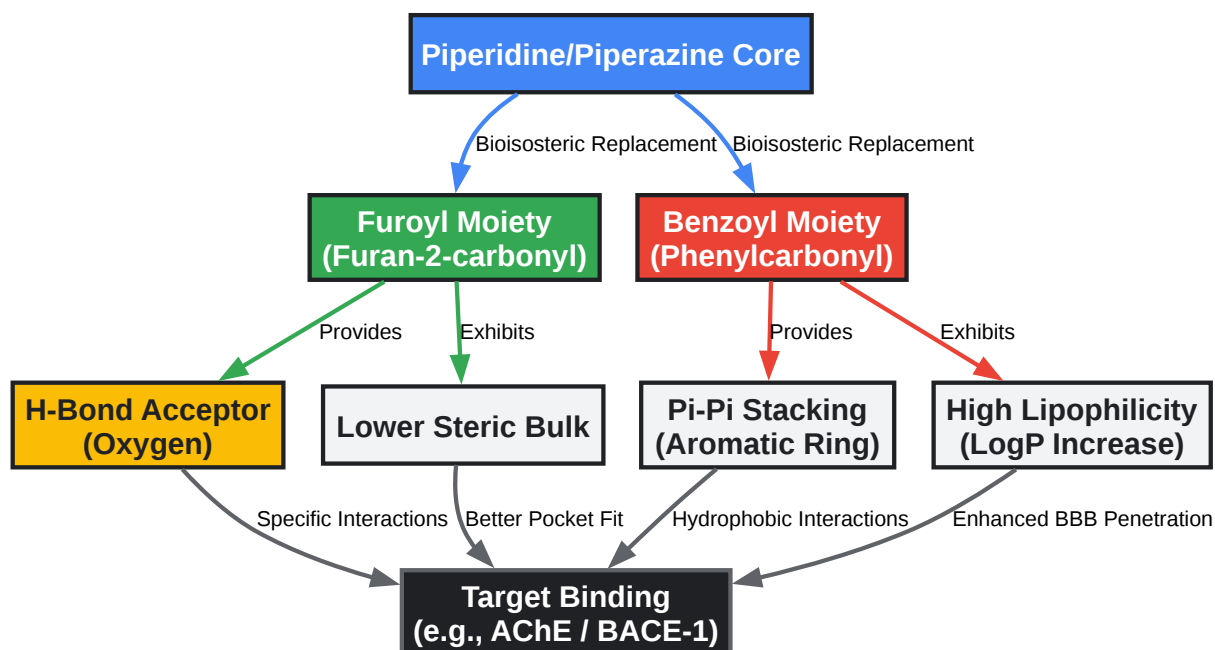 Piperidine/Piperazine Core
Bioisosteric Replacement
Bioisosteric Replacement
Furoyl Moiety
(Furan-2-carbonyl)
Benzoyl Moiety
(Phenylcarbonyl)
Provides
Exhibits
Provides
Exhibits
H-Bond Acceptor
(Oxygen)
Lower Steric Bulk
Pi-Pi Stacking
(Aromatic Ring)
High Lipophilicity
(LogP Increase)
Specific Interactions
Better Pocket Fit
Hydrophobic Interactions
Enhanced BBB Penetration
Target Binding
(e.g., AChE / BACE-1)